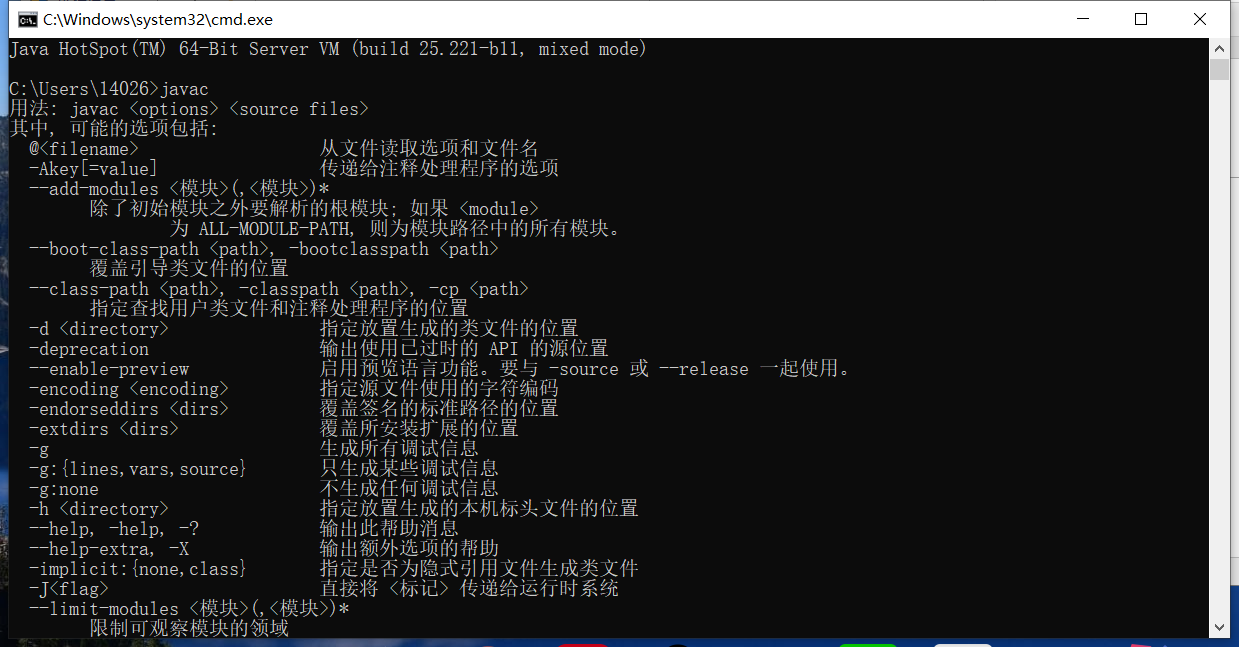 C:\Windows\system32\cmd.exe
Java HotSpot(TM) 64-Bit Server VM (build 25.221-b11, mixed mode)
C:\Users\14026>javac
用法: javac <options> <source files>
其中, 可能的选项包括:
@<filename> 从文件读取选项和文件名
-Akey[=value] 传递给注释处理程序的选项
--add-modules <模块>(,<模块>)*
除了初始模块之外要解析的根模块; 如果 <module>
为 ALL-MODULE-PATH, 则为模块路径中的所有模块。
--boot-class-path <path>, -bootclasspath <path>
覆盖引导类文件的位置
--class-path <path>, -classpath <path>, -cp <path>
指定查找用户类文件和注释处理程序的位置
-d <directory> 指定放置生成的类文件的位置
-deprecation 输出使用已过时的 API 的源位置
--enable-preview 启用预览语言功能。要与 -source 或 --release 一起使用。
-encoding <encoding> 指定源文件使用的字符编码
-endorseddirs <dirs> 覆盖签名的标准路径的位置
-extdirs <dirs> 覆盖所安装扩展的位置
-g 生成所有调试信息
-g:{lines,vars,source} 只生成某些调试信息
-g:none 不生成任何调试信息
-h <directory> 指定放置生成的本机标头文件的位置
--help, -help, -? 输出此帮助消息
--help-extra, -X 输出额外选项的帮助
-implicit:{none,class} 指定是否为隐式引用文件生成类文件
-J<flag> 直接将 <标记> 传递给运行时系统
--limit-modules <模块>(,<模块>)*
限制可观察模块的领域